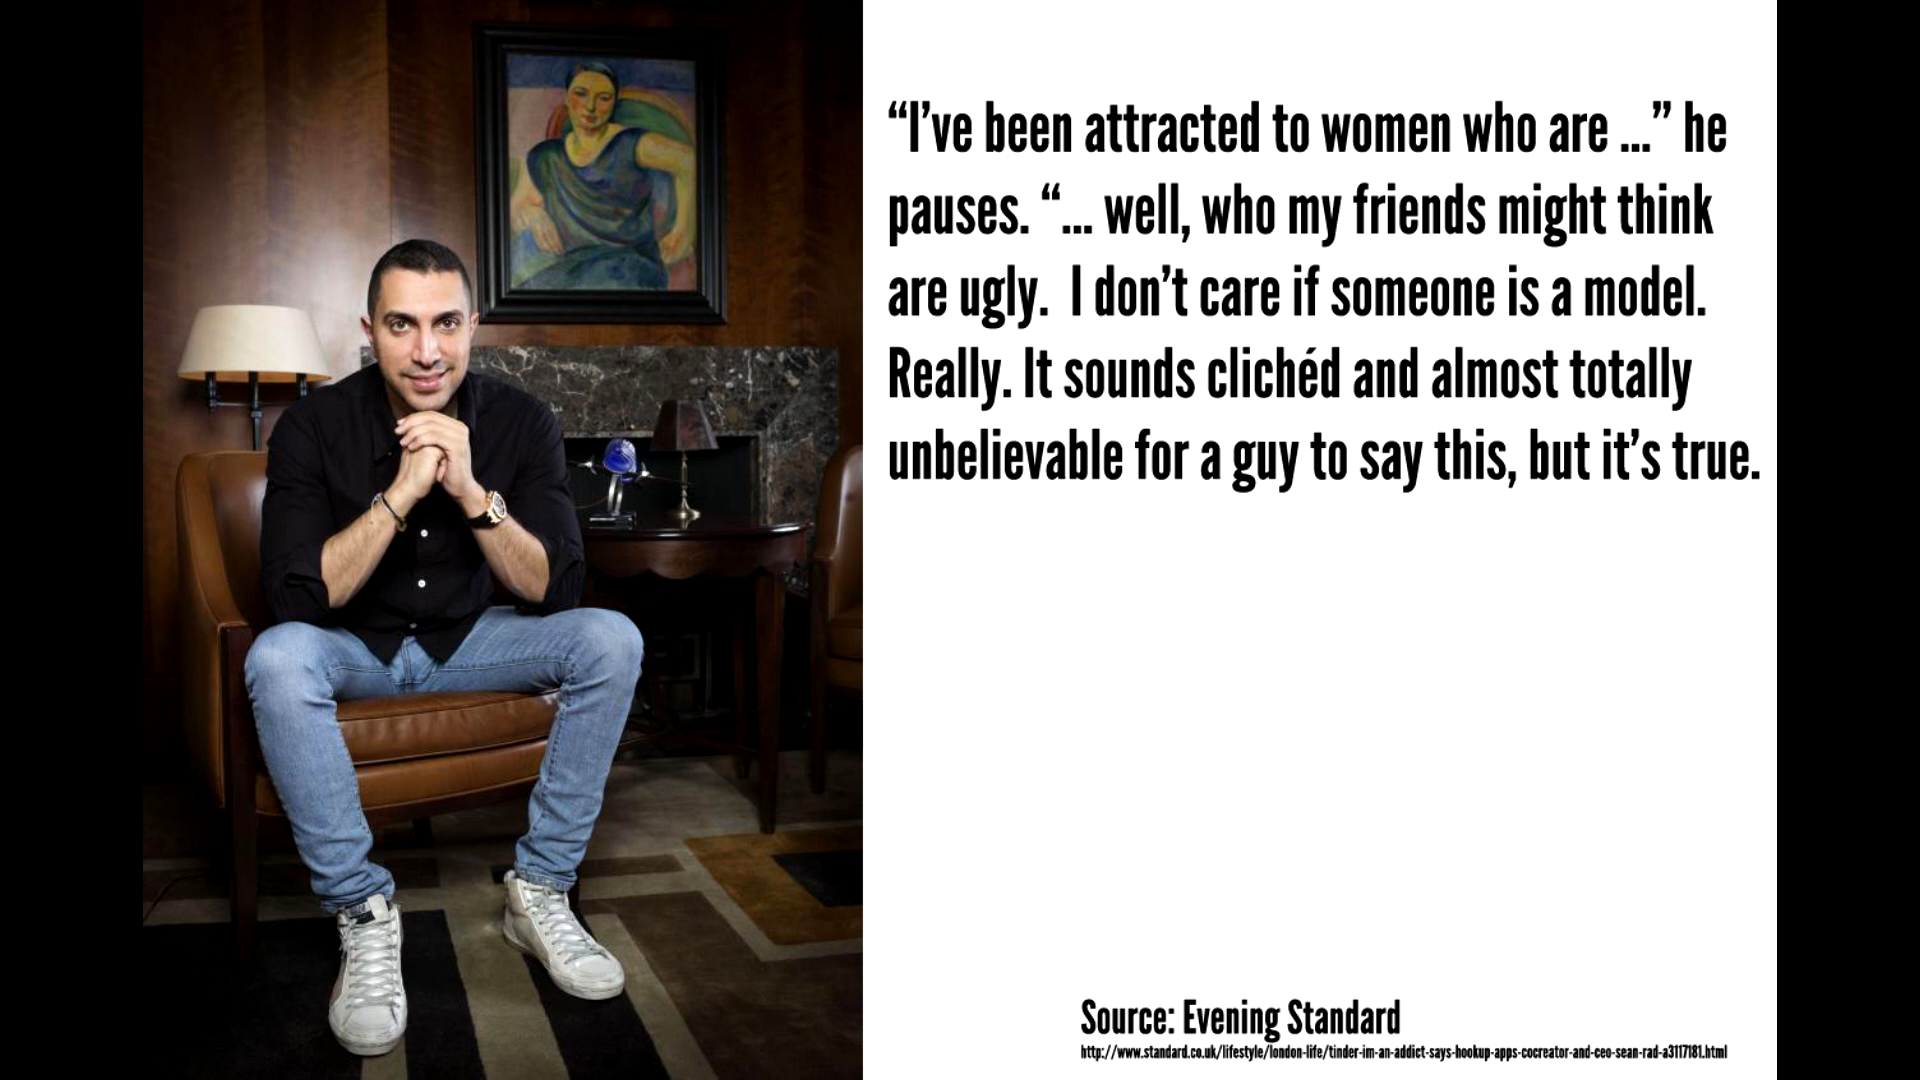 “I’ve been attracted to women who are ...” he
pauses. “... well, who my friends might think
are ugly.  I don’t care if someone is a model.
Really. It sounds clichéd and almost totally
unbelievable for a guy to say this, but it’s true.
Source: Evening Standard
http://www.standard.co.uk/lifestyle/london-life/tinder-im-an-addict-says-hookup-apps-cocreator-and-ceo-sean-rad-a3117181.html